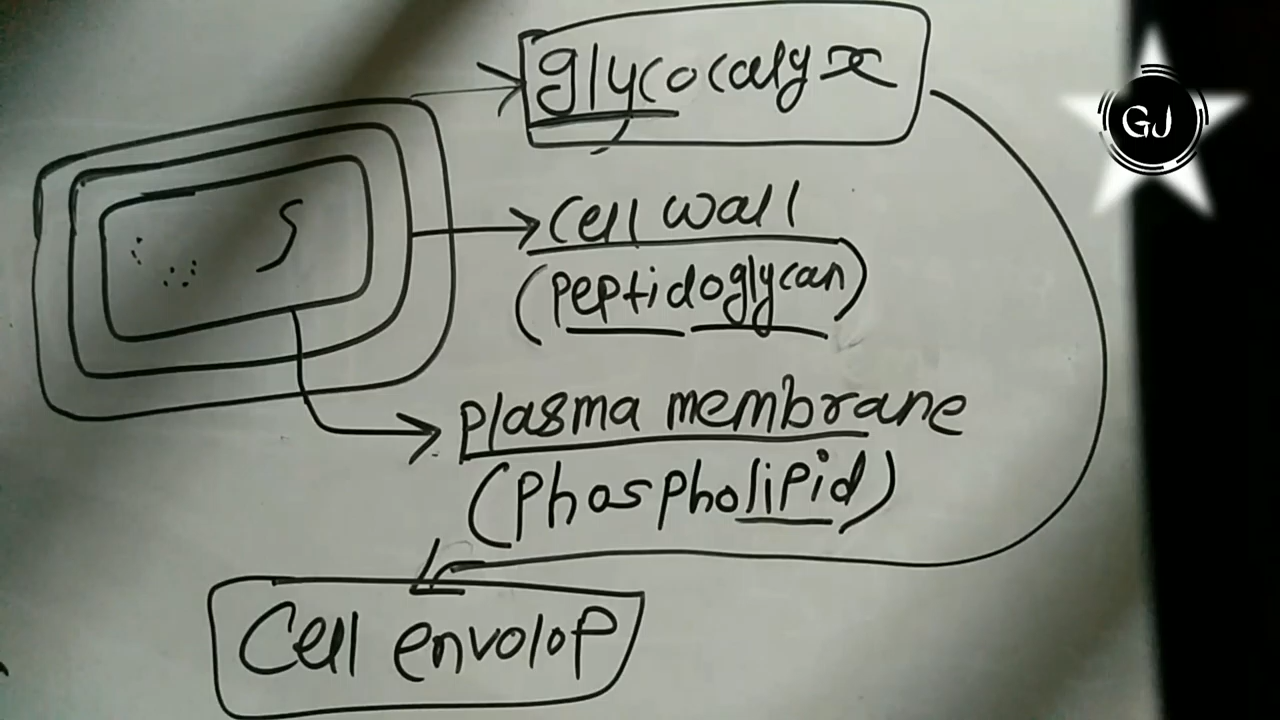 glycocalyx
GJ
S
cell wall
(peptidoglycan)
plasma membrane
(phospholipid)
Cell envolop